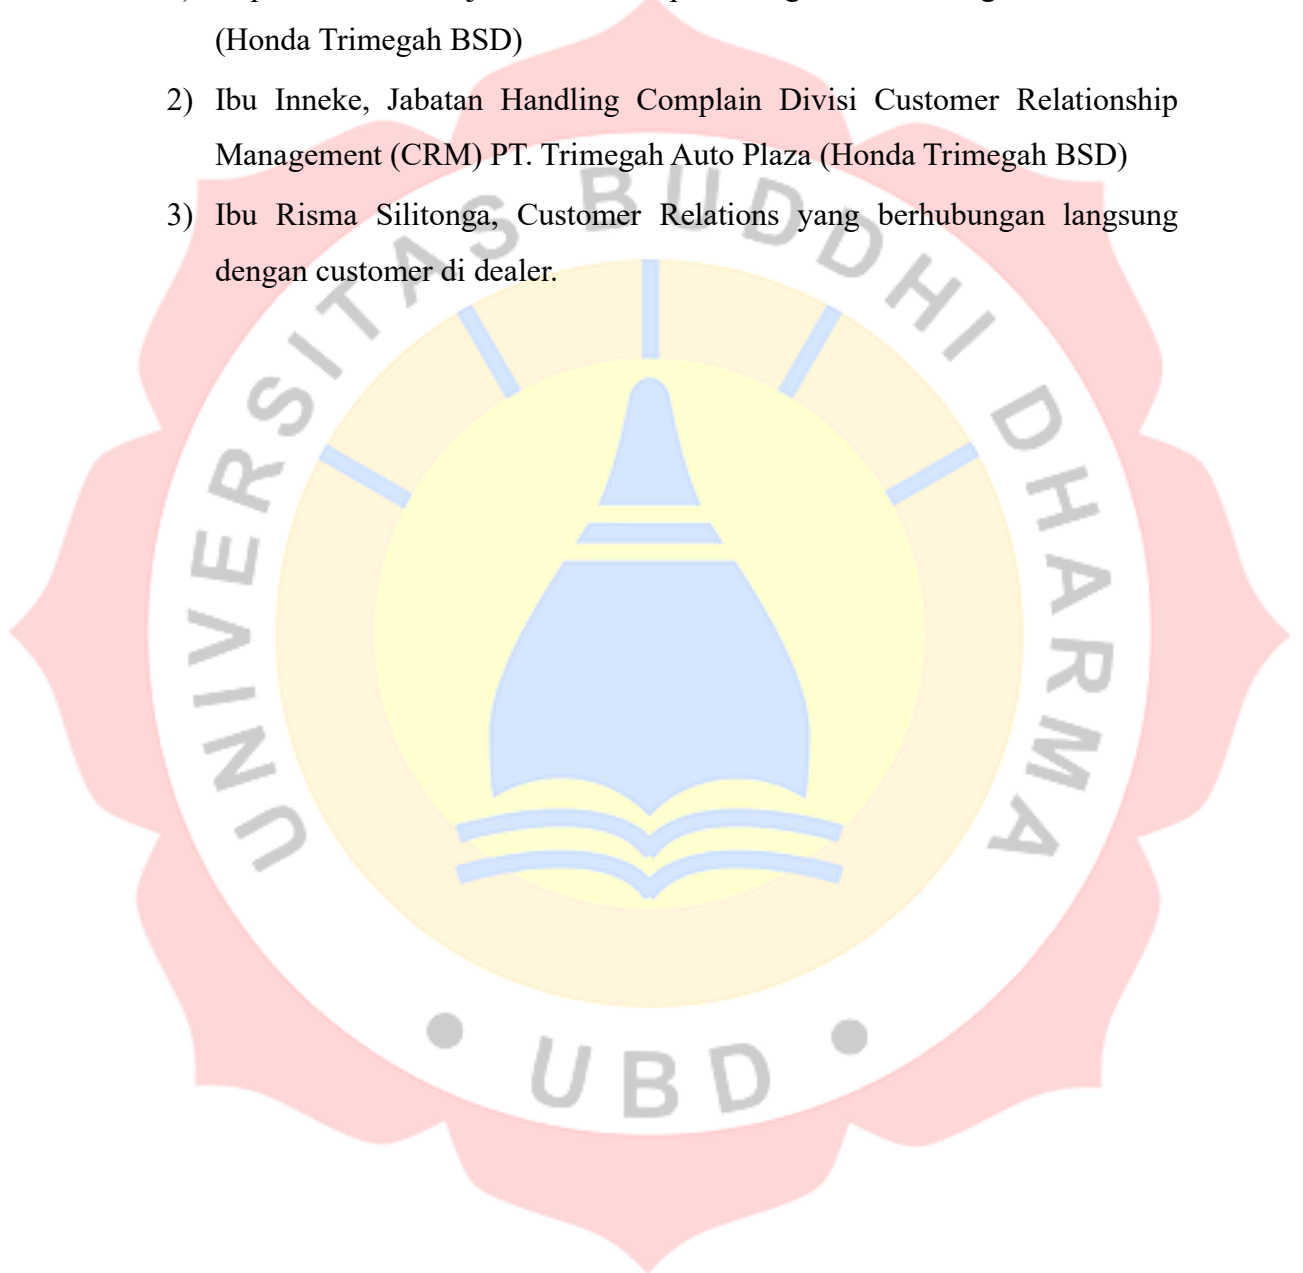 (Honda Trimegah BSD)
2) Ibu Inneke, Jabatan Handling Complain Divisi Customer Relationship
Management (CRM) PT. Trimegah Auto Plaza (Honda Trimegah BSD)
3) Ibu Risma Silitonga, Customer Relations yang berhubungan langsung
dengan customer di dealer.
UNIVERSITAS BUDDHI DHARMA
• UBD •